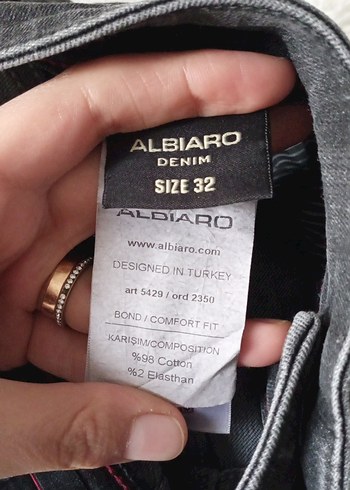 ALBIARO
DENIM
SIZE 32
ALBIARO
www.albiaro.com
DESIGNED IN TURKEY
art 5429 / ord 2350
BOND / COMFORT FIT
KARIŞIM/COMPOSITION
%98 Cotton
%2 Elasthan